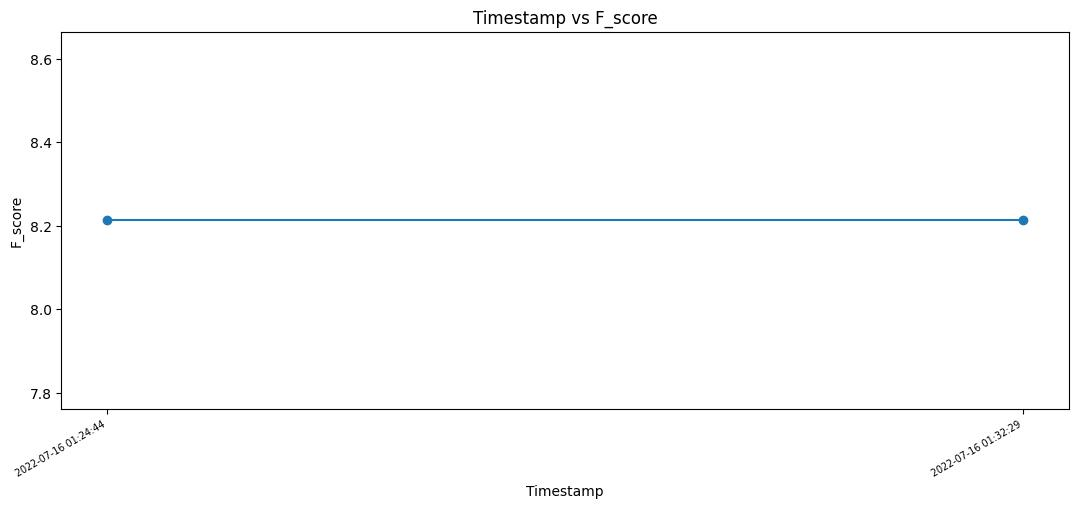 Timestamp vs F_score
8.6
8.4
8.2
8.0
7.8
F_score
2022-07-16 01:24:44
2022-07-16 01:32:29
Timestamp